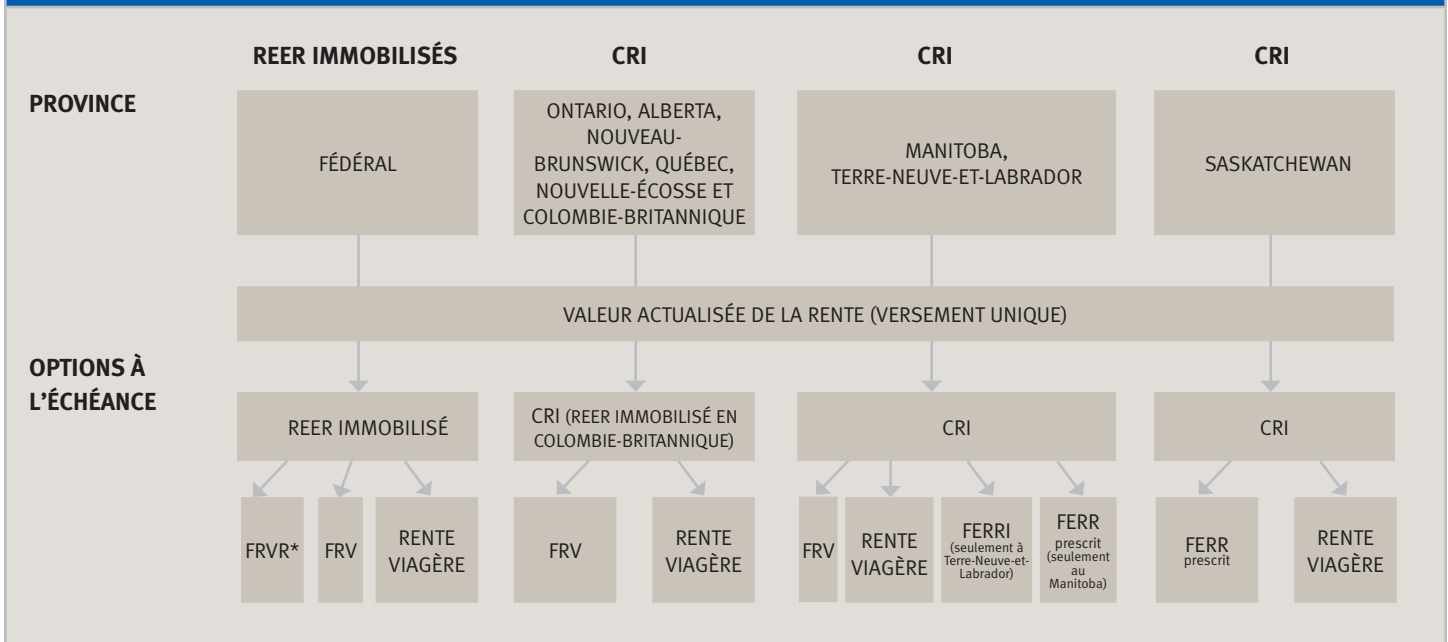 REER IMMOBILISÉS
CRI
CRI
CRI
PROVINCE
FÉDÉRAL
ONTARIO, ALBERTA,
NOUVEAU-
BRUNSWICK, QUÉBEC,
NOUVELLE-ÉCOSSE ET
COLOMBIE-BRITANNIQUE
MANITOBA,
TERRE-NEUVE-ET-LABRADOR
SASKATCHEWAN
VALEUR ACTUALISÉE DE LA RENTE (VERSEMENT UNIQUE)
OPTIONS À
L'ÉCHÉANCE
REER IMMOBILISÉ
CRI (REER IMMOBILISÉ EN
COLOMBIE-BRITANNIQUE)
CRI
CRI
FRVR*
FRV
RENTE
VIAGÈRE
FRV
RENTE
VIAGÈRE
FRV
RENTE
VIAGÈRE
FERRI
(seulement à
Terre-Neuve-et-
Labrador)
FERR
prescrit
(seulement
au
Manitoba)
FERR
prescrit
RENTE
VIAGÈRE